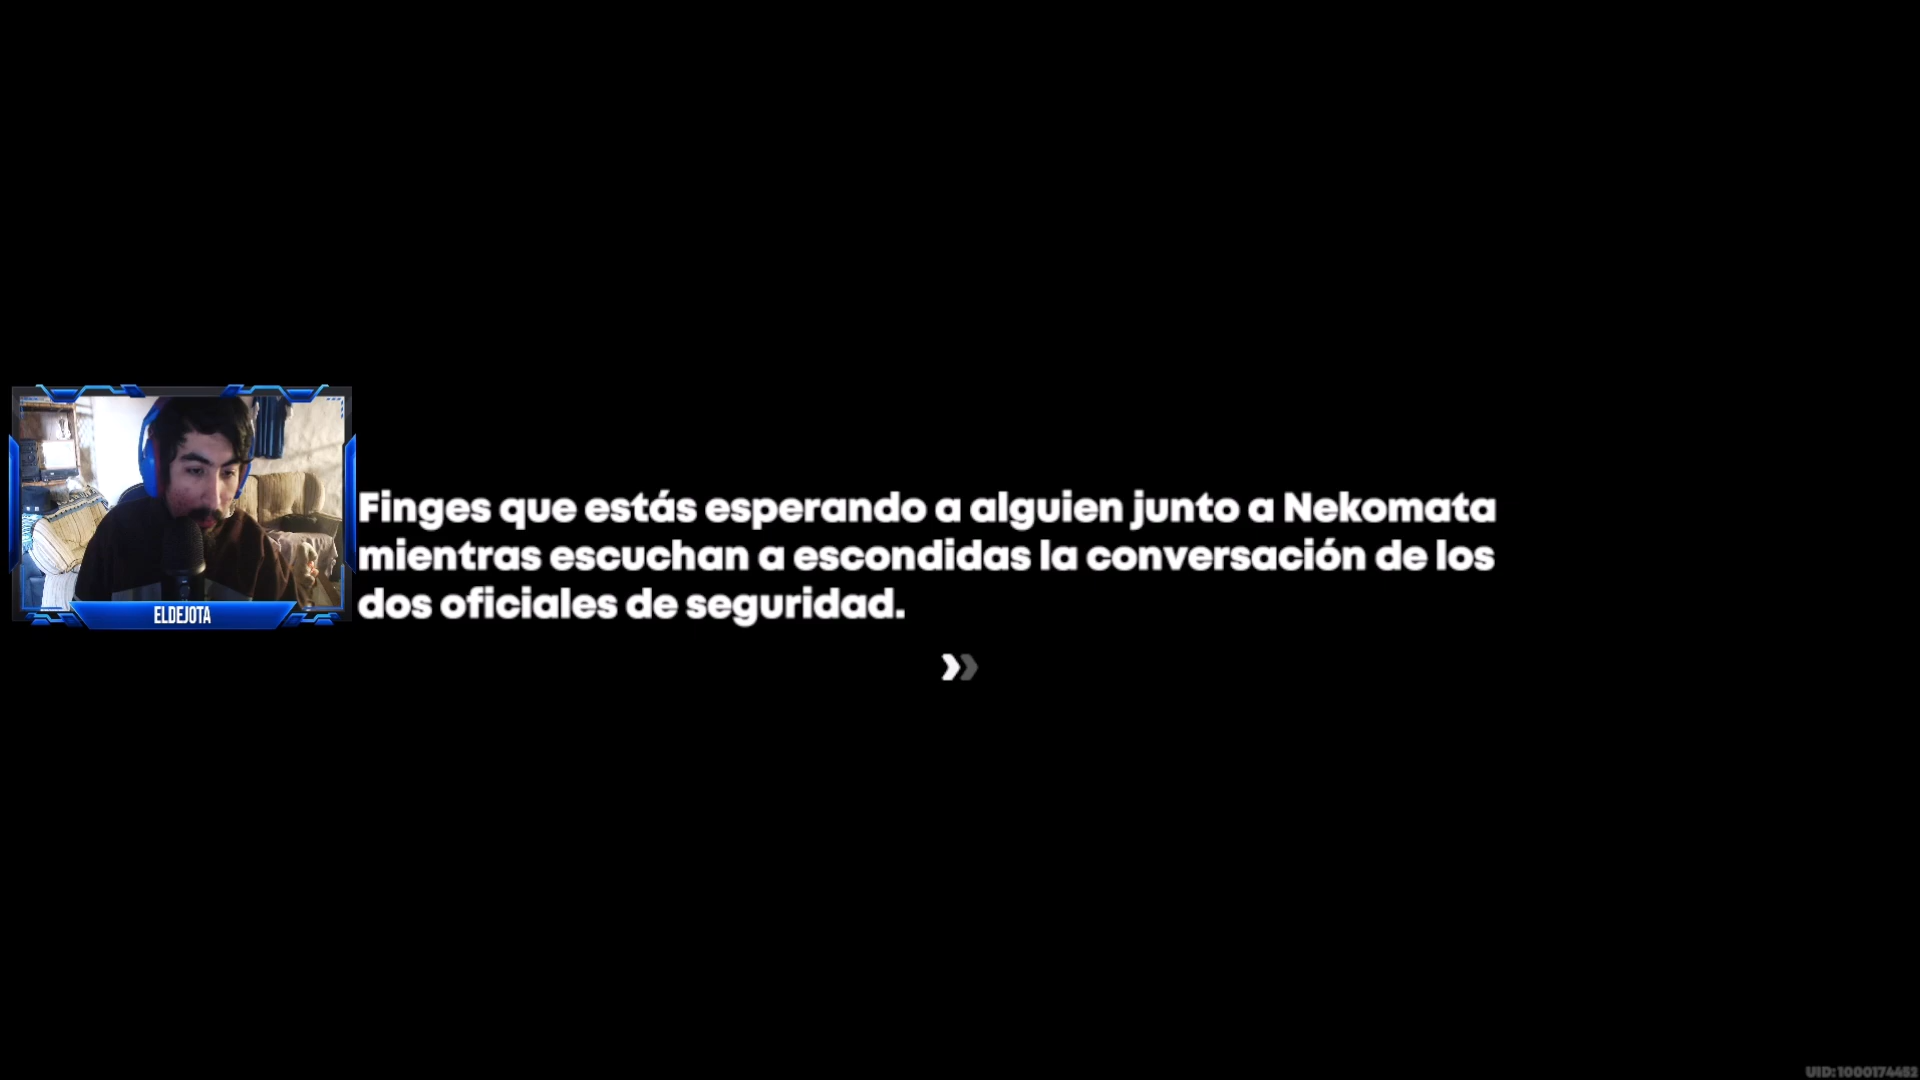 Finges que estás esperando a alguien junto a Nekomata
mientras escuchan a escondidas la conversación de los
dos oficiales de seguridad.
ELDEJOTA
UID: 1000174452